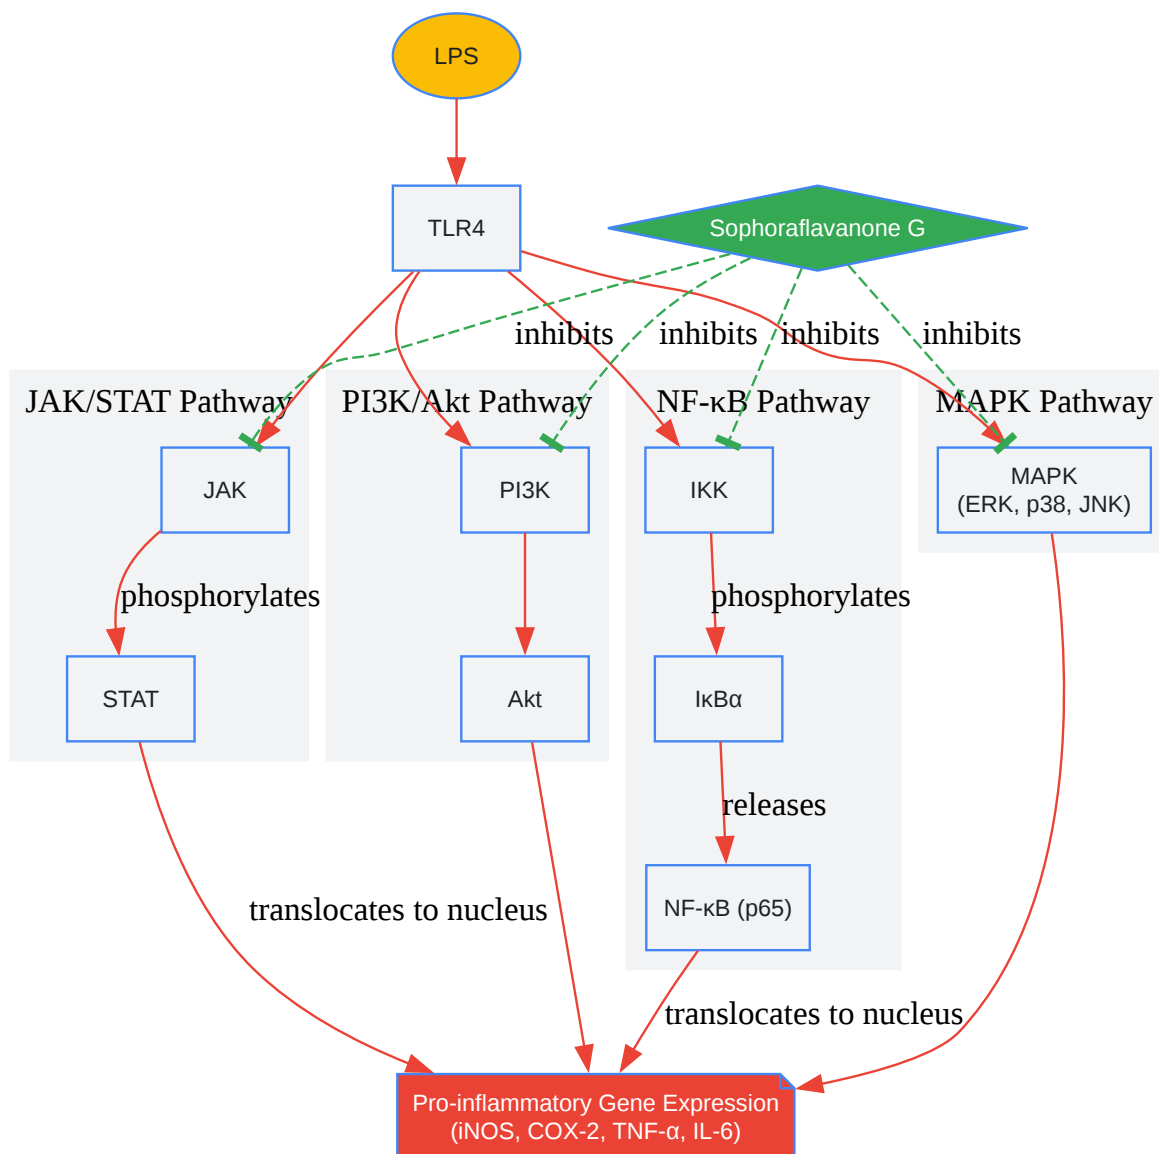 LPS
TLR4
Sophoraflavanone G
inhibits
inhibits
inhibits
inhibits
JAK/STAT Pathway
PI3K/Akt Pathway
NF-κB Pathway
MAPK Pathway
JAK
PI3K
IKK
MAPK
(ERK, p38, JNK)
phosphorylates
phosphorylates
STAT
Akt
IκBα
releases
NF-κB (p65)
translocates to nucleus
translocates to nucleus
Pro-inflammatory Gene Expression
(iNOS, COX-2, TNF-α, IL-6)